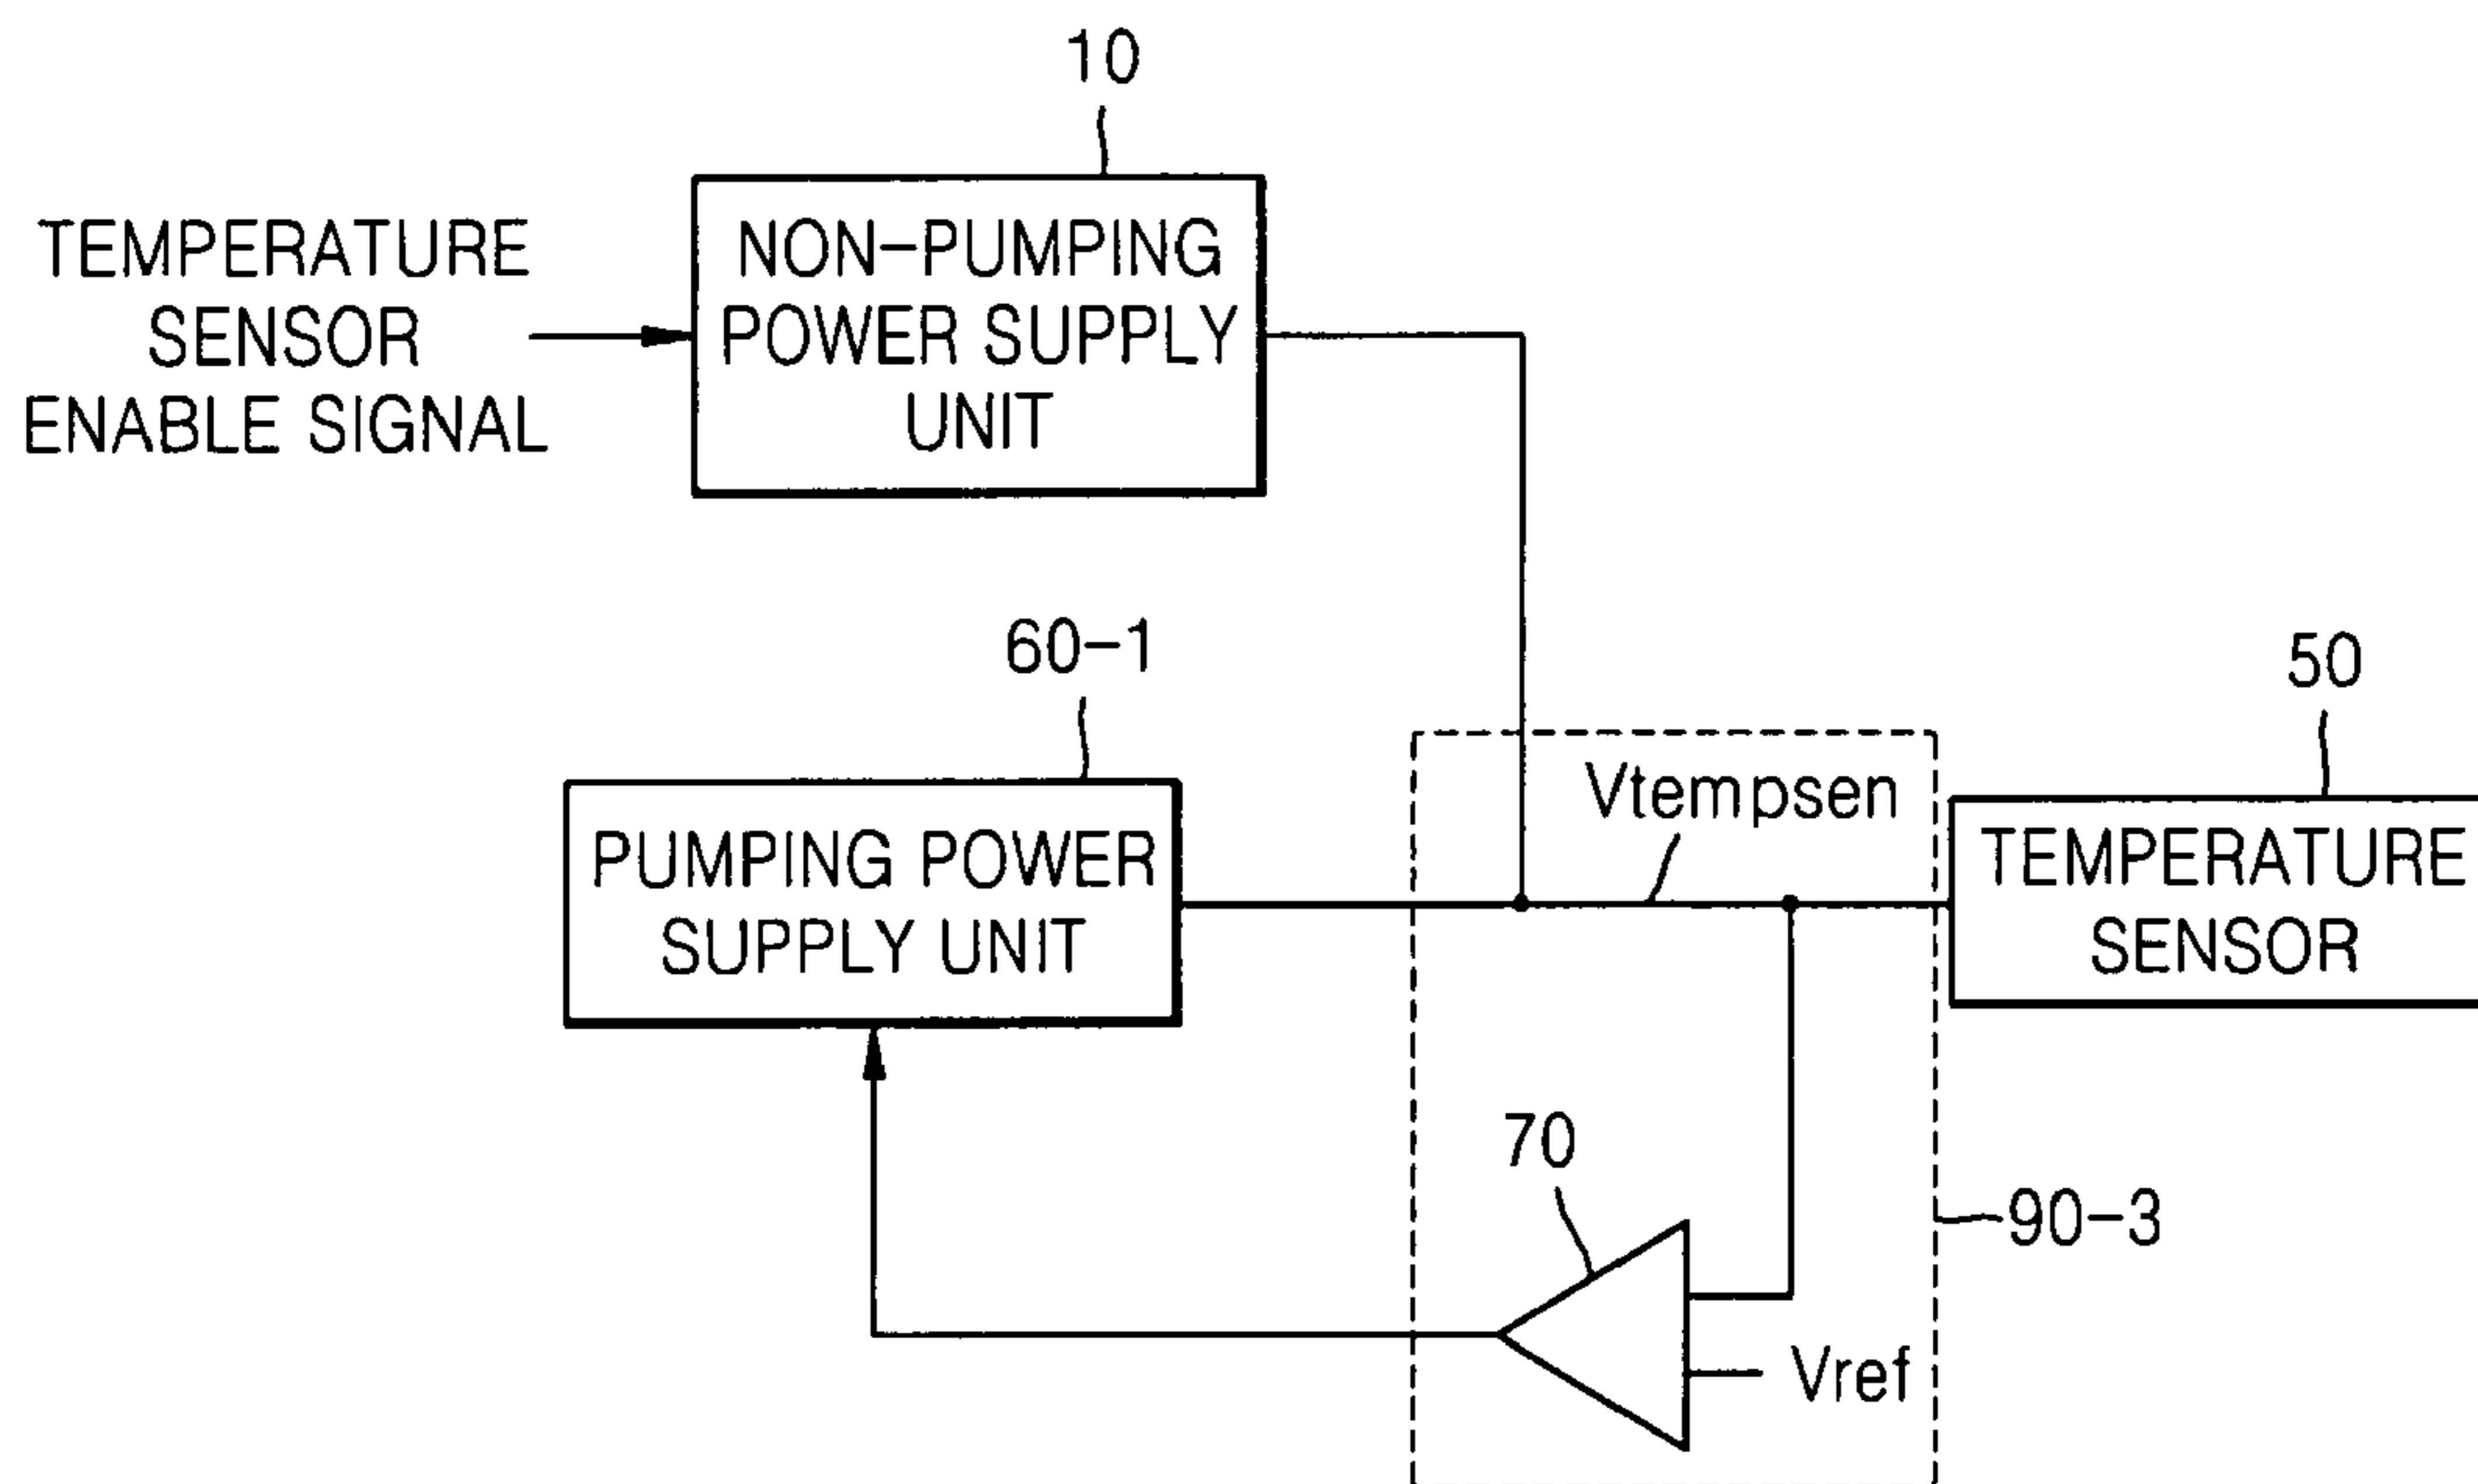 10
TEMPERATURE
SENSOR
ENABLE SIGNAL
NON-PUMPING
POWER SUPPLY
UNIT
60-1
PUMPING POWER
SUPPLY UNIT
Vtempsen
50
TEMPERATURE
SENSOR
70
90-3
Vref